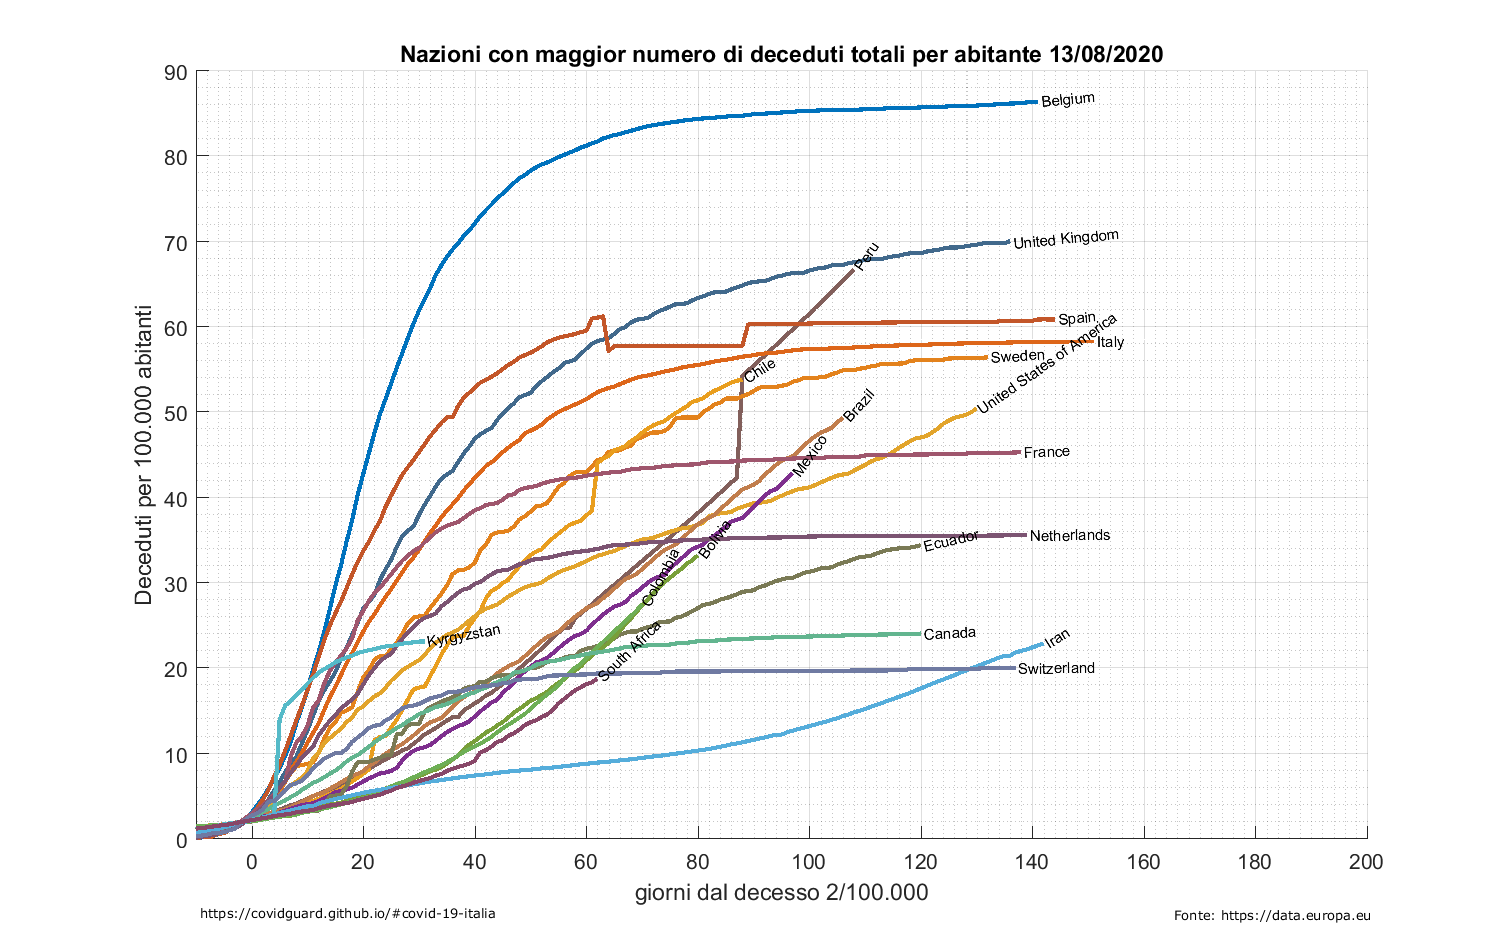 Nazioni con maggior numero di deceduti totali per abitante 13/08/2020
Deceduti per 100.000 abitanti
90
80
70
60
50
40
30
20
10
0
Belgium
United Kingdom
Peru
Spain
United States of America
Italy
Sweden
Chile
Brazil
France
Mexico
Netherlands
Ecuador
Bolivia
Colombia
Kyrgyzstan
Canada
Iran
South Africa
Switzerland
0 20 40 60 80 100 120 140 160 180 200
giorni dal decesso 2/100.000
https://covidguard.github.io/#covid-19-italia
Fonte: https://data.europa.eu